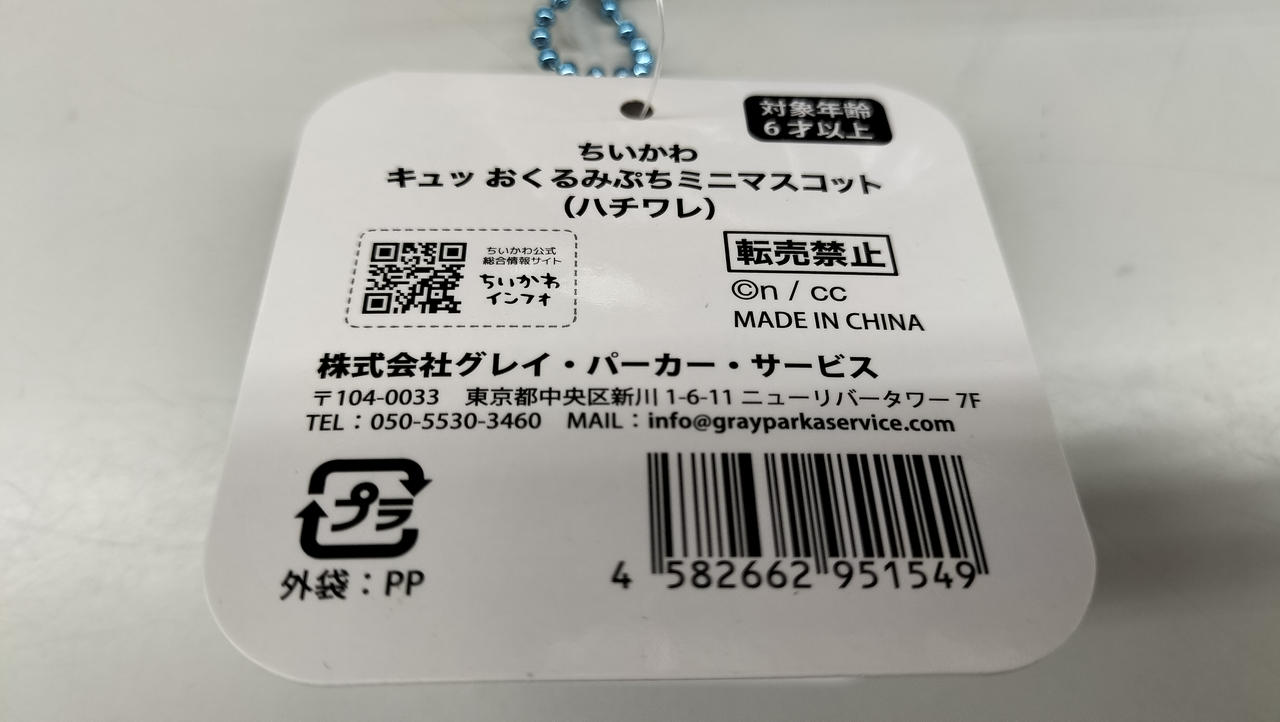 対象年齢
6才以上
ちいかわ
キュッ おくるみぷちミニマスコット
(ハチワレ)
ちいかわ公式
総合情報サイト
ちいかわ
インフォ
転売禁止
©n / cc
MADE IN CHINA
株式会社グレイ・パーカー・サービス
〒104-0033 東京都中央区新川 1-6-11 ニューリバータワー 7F
TEL:050-5530-3460 MAIL:info@grayparkaservice.com
プラ
外袋:PP
4 582662 951549